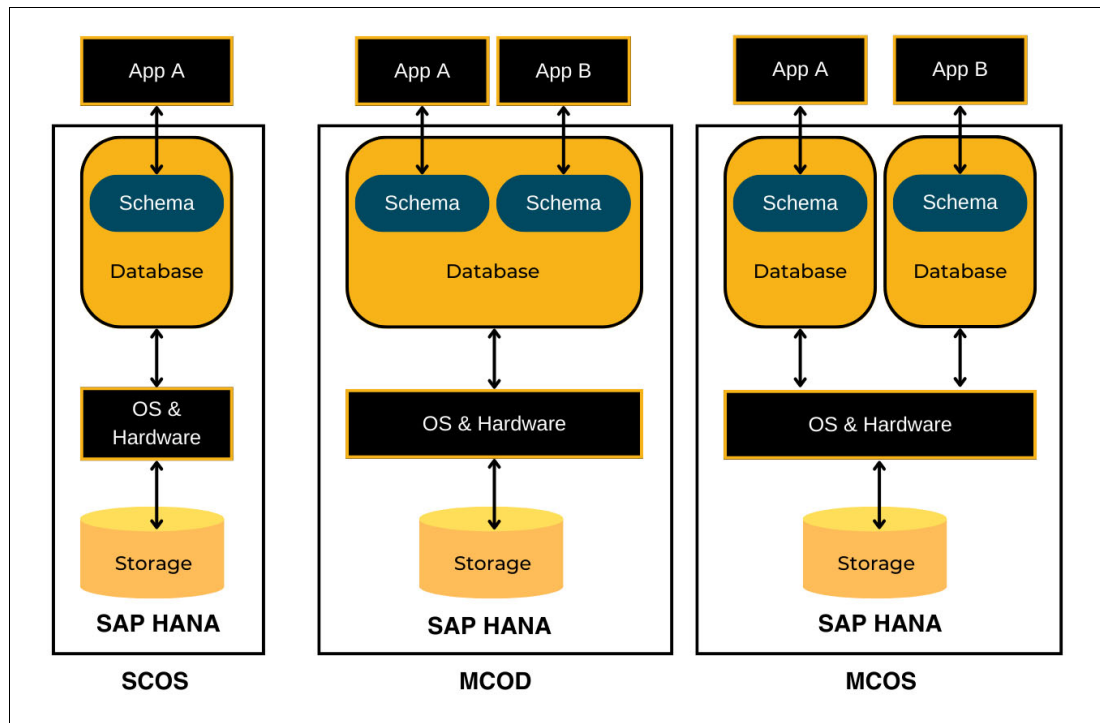 App A
Schema
Database
OS &
Hardware
Storage
SAP HANA
SCOS
App A
App B
Schema
Schema
Database
OS & Hardware
Storage
SAP HANA
MCOD
App A
App B
Schema
Schema
Database
Database
OS & Hardware
Storage
SAP HANA
MCOS